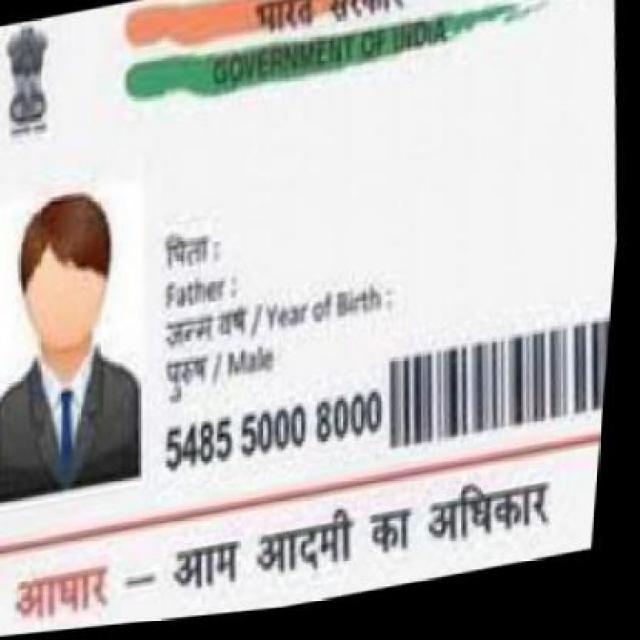 भारत सरकार
GOVERNMENT OF INDIA
पिता :
Father :
जन्म वर्ष / Year of Birth :
पुरुष / Male
5485 5000 8000
आधार – आम आदमी का अधिकार